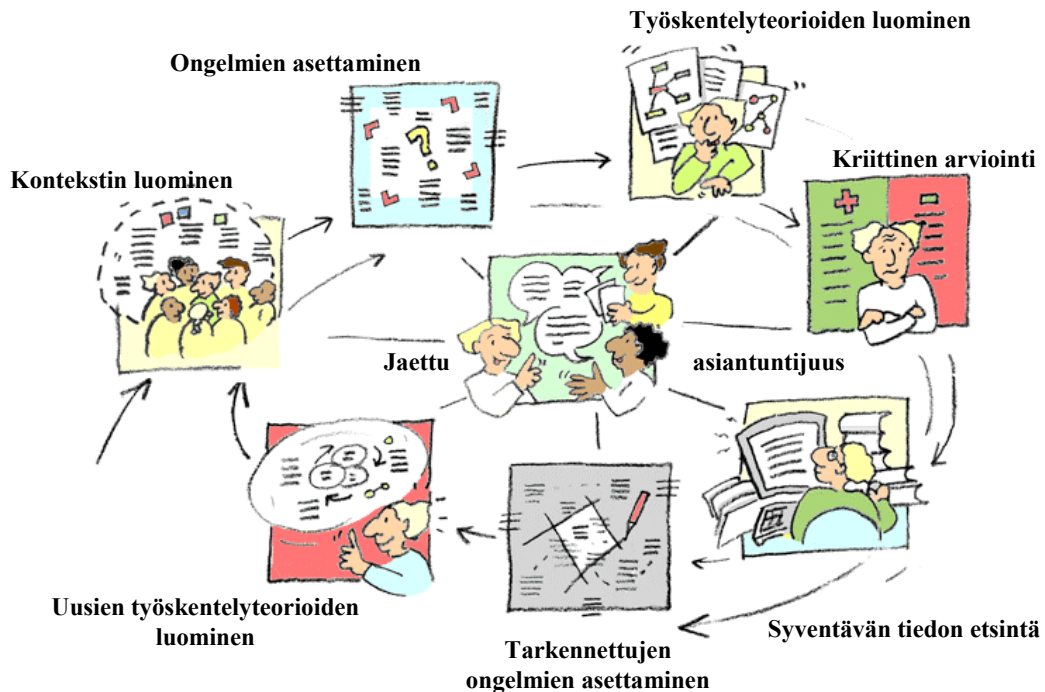 Työskentelyteorioiden luominen
Ongelmien asettaminen
Kriittinen arviointi
Kontekstin luominen
Jaettu asiantuntijuus
Uusien työskentelyteorioiden
luominen
Syventävän tiedon etsintä
Tarkennettujen
ongelmien asettaminen